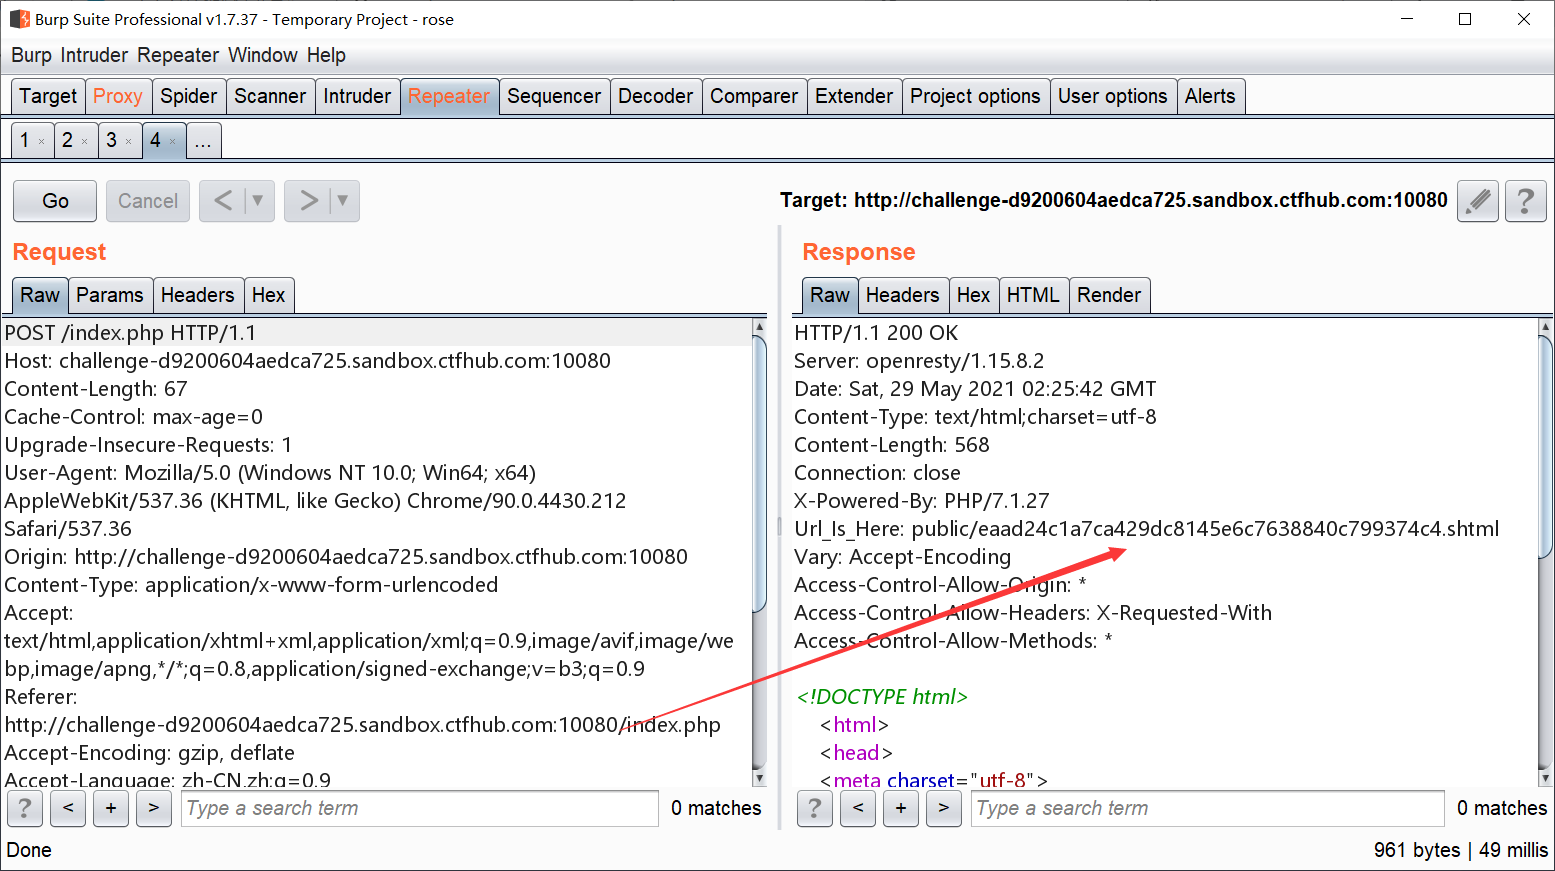 Burp Suite Professional v1.7.37 - Temporary Project - rose
Burp Intruder Repeater Window Help
Target Proxy Spider Scanner Intruder Repeater Sequencer Decoder Comparer Extender Project options User options Alerts
1 × 2 × 3 × 4 × ...
Go Cancel < ▼ > ▼ Target: http://challenge-d9200604aedca725.sandbox.ctfhub.com:10080 ?
Request
Raw Params Headers Hex
POST /index.php HTTP/1.1
Host: challenge-d9200604aedca725.sandbox.ctfhub.com:10080
Content-Length: 67
Cache-Control: max-age=0
Upgrade-Insecure-Requests: 1
User-Agent: Mozilla/5.0 (Windows NT 10.0; Win64; x64)
AppleWebKit/537.36 (KHTML, like Gecko) Chrome/90.0.4430.212
Safari/537.36
Origin: http://challenge-d9200604aedca725.sandbox.ctfhub.com:10080
Content-Type: application/x-www-form-urlencoded
Accept:
text/html,application/xhtml+xml,application/xml;q=0.9,image/avif,image/we
bp,image/apng,*/*;q=0.8,application/signed-exchange;v=b3;q=0.9
Referer:
http://challenge-d9200604aedca725.sandbox.ctfhub.com:10080/index.php
Accept-Encoding: gzip, deflate
Accept-Language: zh-CN,zh;q=0.9
? < + > Type a search term 0 matches
Response
Raw Headers Hex HTML Render
HTTP/1.1 200 OK
Server: openresty/1.15.8.2
Date: Sat, 29 May 2021 02:25:42 GMT
Content-Type: text/html;charset=utf-8
Content-Length: 568
Connection: close
X-Powered-By: PHP/7.1.27
Url_Is_Here: public/eaad24c1a7ca429dc8145e6c7638840c799374c4.shtml
Vary: Accept-Encoding
Access-Control-Allow-Origin: *
Access-Control-Allow-Headers: X-Requested-With
Access-Control-Allow-Methods: *
<!DOCTYPE html>
<html>
<head>
<meta charset="utf-8">
? < + > Type a search term 0 matches
Done 961 bytes | 49 millis